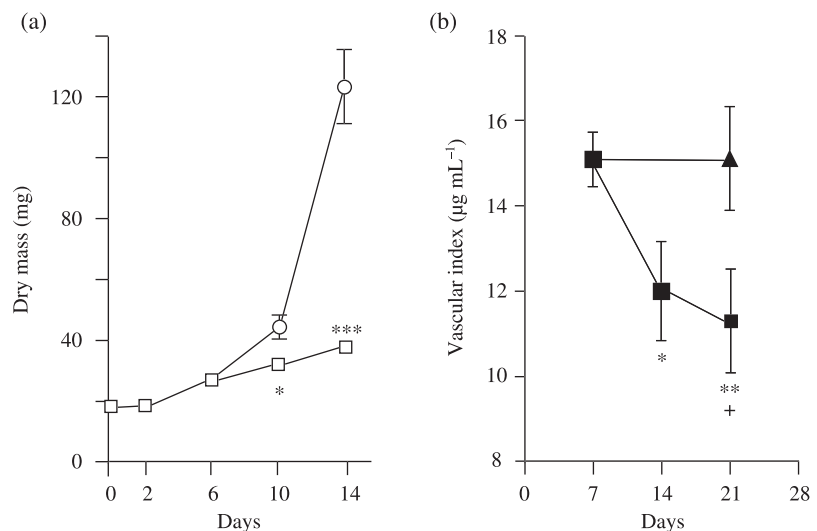 (a)
Dry mass (mg)
120
80
40
0
***
*
0 2 6 10 14
Days
(b)
Vascular index (µg mL⁻¹)
18
16
14
12
10
8
*
**
+
0 7 14 21 28
Days